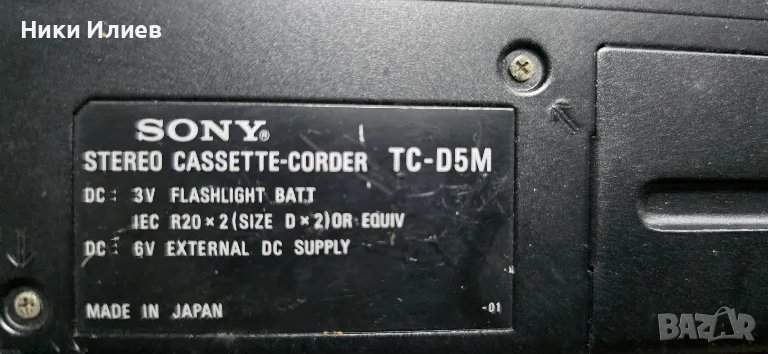 Ники Илиев
SONY®
STEREO CASSETTE-CORDER TC-D5M
DC: 3V FLASHLIGHT BATT
IEC R20×2(SIZE D×2)OR EQUIV
DC: 6V EXTERNAL DC SUPPLY
MADE IN JAPAN -01
BAZAR